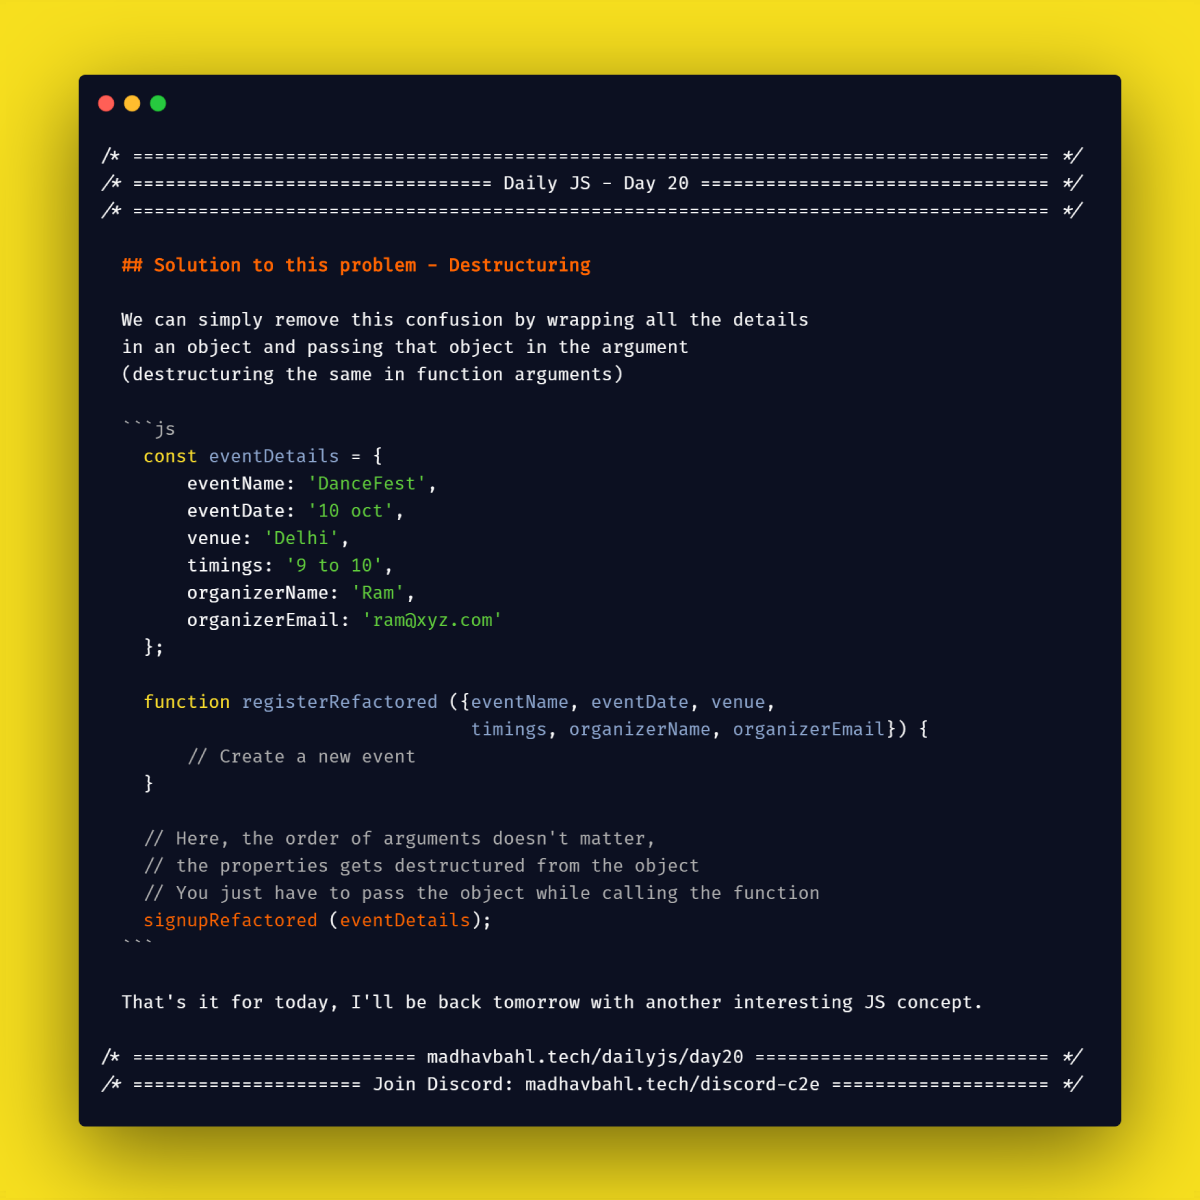 /* ==================================================================================== */
/* ================================= Daily JS - Day 20 ================================ */
/* ==================================================================================== */
## Solution to this problem - Destructuring
We can simply remove this confusion by wrapping all the details
in an object and passing that object in the argument
(destructuring the same in function arguments)
```js
const eventDetails = {
eventName: 'DanceFest',
eventDate: '10 oct',
venue: 'Delhi',
timings: '9 to 10',
organizerName: 'Ram',
organizerEmail: 'ram@xyz.com'
};
function registerRefactored ({eventName, eventDate, venue,
timings, organizerName, organizerEmail}) {
// Create a new event
}
// Here, the order of arguments doesn't matter,
// the properties gets destructured from the object
// You just have to pass the object while calling the function
signupRefactored (eventDetails);
```
That's it for today, I'll be back tomorrow with another interesting JS concept.
/* ========================== madhavbahl.tech/dailyjs/day20 =========================== */
/* ===================== Join Discord: madhavbahl.tech/discord-c2e ==================== */